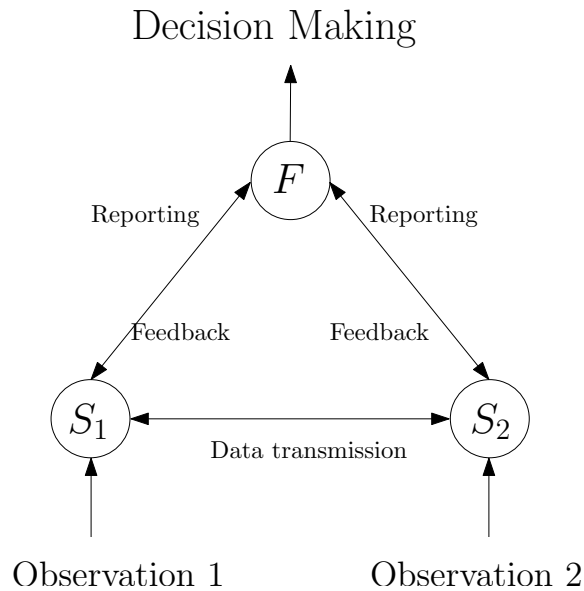 Decision Making
F
Reporting
Reporting
Feedback
Feedback
S1
S2
Data transmission
Observation 1
Observation 2